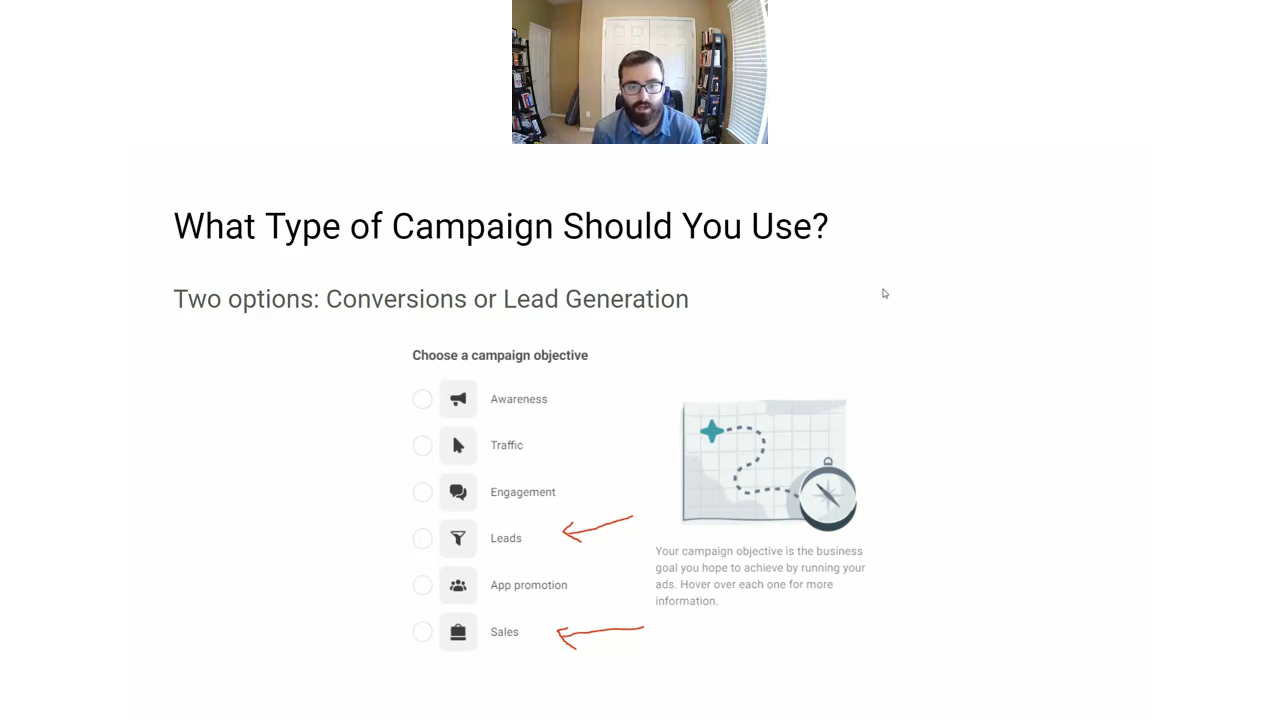 What Type of Campaign Should You Use?
Two options: Conversions or Lead Generation
Choose a campaign objective
Awareness
Traffic
Engagement
Leads
App promotion
Sales
Your campaign objective is the business
goal you hope to achieve by running your
ads. Hover over each one for more
information.